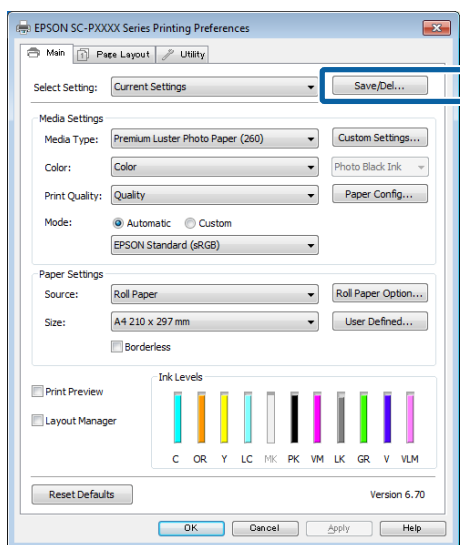 EPSON SC-PXXXX Series Printing Preferences
Main Page Layout Utility
Select Setting: Current Settings Save/Del...
Media Settings
Media Type: Premium Luster Photo Paper (260) Custom Settings...
Color: Color Photo Black Ink
Print Quality: Quality Paper Config...
Mode: Automatic Custom
EPSON Standard (sRGB)
Paper Settings
Source: Roll Paper Roll Paper Option...
Size: A4 210 x 297 mm User Defined...
Borderless
Ink Levels
Print Preview
Layout Manager
C OR Y LC MK PK VM LK GR V VLM
Reset Defaults Version 6.70
OK Cancel Apply Help